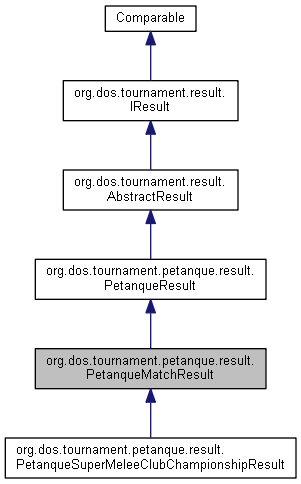 Comparable
org.dos.tournament.result.
IResult
org.dos.tournament.result.
AbstractResult
org.dos.tournament.petanque.result.
PetanqueResult
org.dos.tournament.petanque.result.
PetanqueMatchResult
org.dos.tournament.petanque.result.
PetanqueSuperMeleeClubChampionshipResult